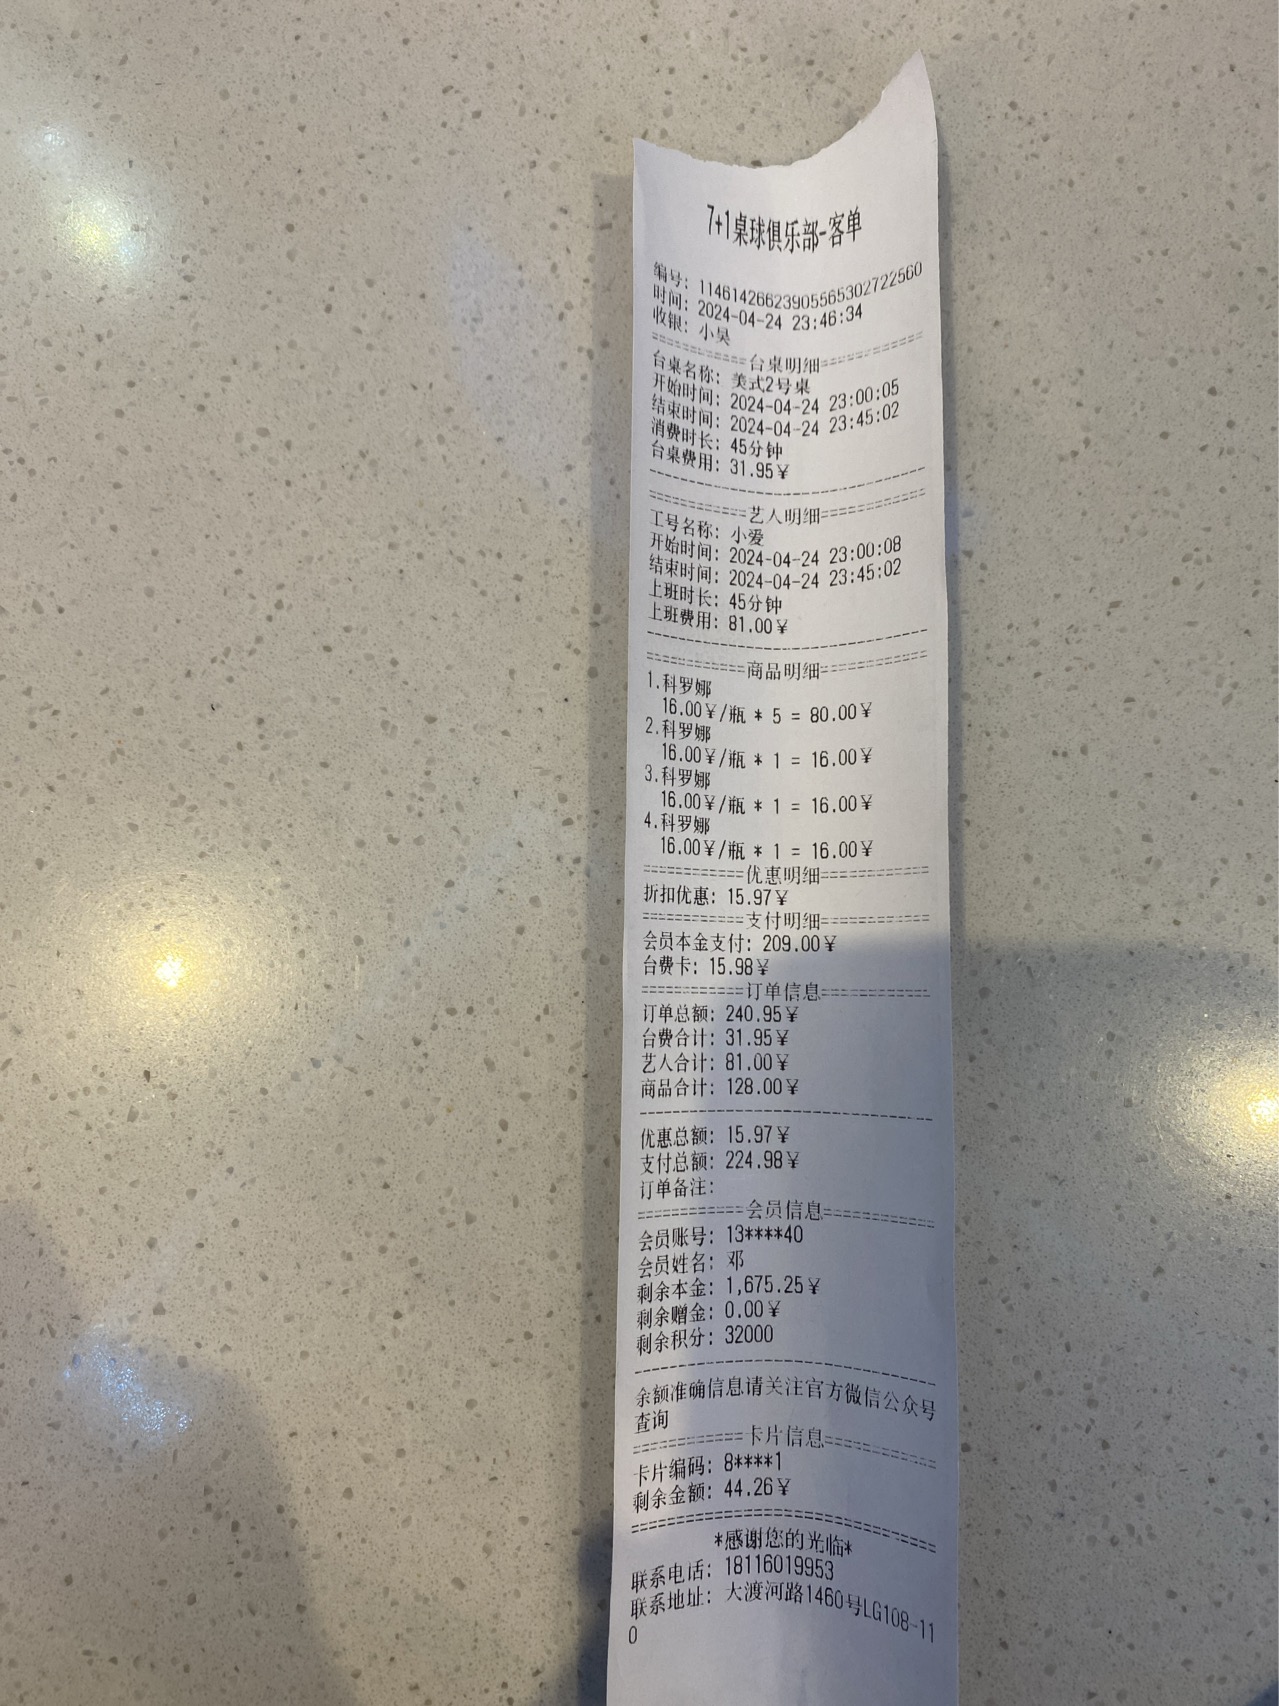 7+1桌球俱乐部-客单
编号: 1146142662390556530272256​0
时间: 2024-04-24 23:46:34
收银: 小吴
===========台桌明细===========
台桌名称: 美式2号桌
开始时间: 2024-04-24 23:00:05
结束时间: 2024-04-24 23:45:02
消费时长: 45分钟
台桌费用: 31.95¥
------------------------------
===========艺人明细===========
工号名称: 小爱
开始时间: 2024-04-24 23:00:08
结束时间: 2024-04-24 23:45:02
上班时长: 45分钟
上班费用: 81.00¥
------------------------------
===========商品明细===========
1.科罗娜
16.00¥/瓶 * 5 = 80.00¥
2.科罗娜
16.00¥/瓶 * 1 = 16.00¥
3.科罗娜
16.00¥/瓶 * 1 = 16.00¥
4.科罗娜
16.00¥/瓶 * 1 = 16.00¥
===========优惠明细===========
折扣优惠: 15.97¥
===========支付明细===========
会员本金支付: 209.00¥
台费卡: 15.98¥
===========订单信息===========
订单总额: 240.95¥
台费合计: 31.95¥
艺人合计: 81.00¥
商品合计: 128.00¥
------------------------------
优惠总额: 15.97¥
支付总额: 224.98¥
订单备注:
===========会员信息===========
会员账号: 13****40
会员姓名: 邓
剩余本金: 1,675.25¥
剩余赠金: 0.00¥
剩余积分: 32000
------------------------------
余额准确信息请关注官方微信公众号
查询
===========卡片信息===========
卡片编码: 8****1
剩余金额: 44.26¥
==============================
*感谢您的光临*
联系电话: 18116019953
联系地址: 大渡河路1460号LG108-11
0